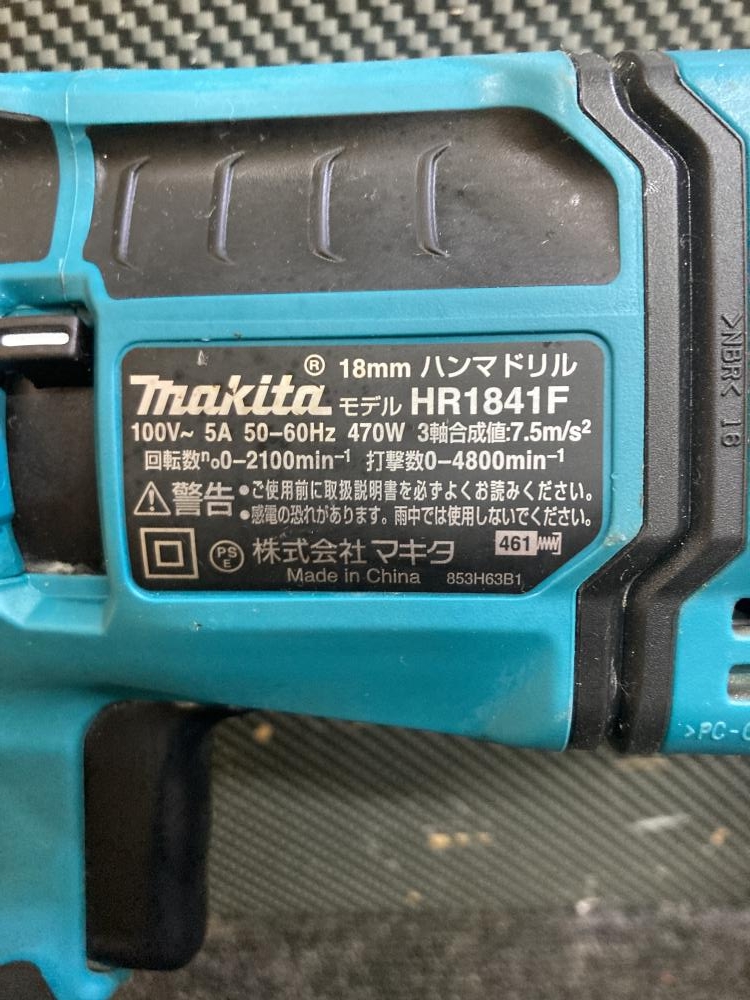 makita® 18mm ハンマドリル
モデル HR1841F
100V~ 5A 50-60Hz 470W 3軸合成値:7.5m/s²
回転数n₀0-2100min⁻¹ 打撃数0-4800min⁻¹
警告 •ご使用前に取扱説明書を必ずよくお読みください。
•感電の恐れがあります。雨中では使用しないでください。
PS E 株式会社 マキタ 461
Made in China 853H63B1
>NBR< 16
>PC-